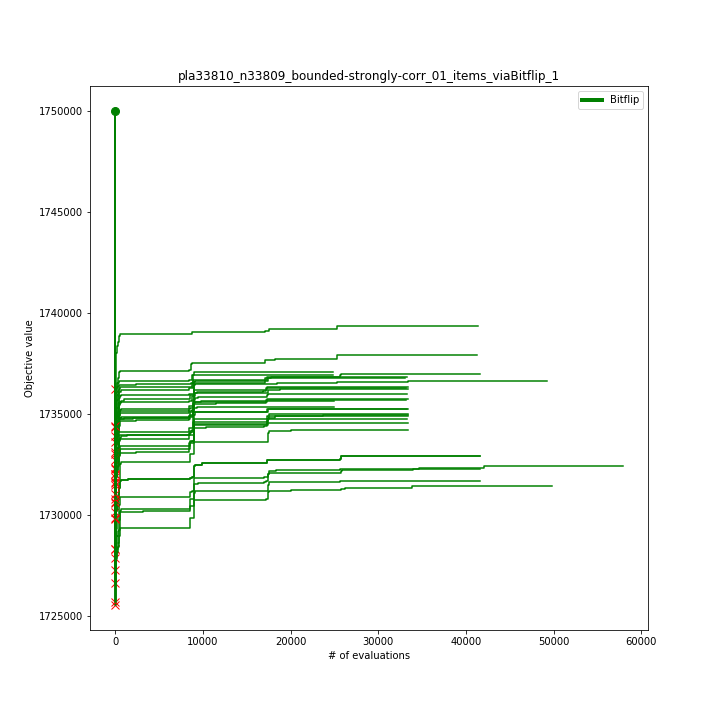 pla33810_n33809_bounded-strongly-corr_01_items_viaBitflip_1
Bitflip
1750000
1745000
1740000
1735000
1730000
1725000
Objective value
0 10000 20000 30000 40000 50000 60000
# of evaluations